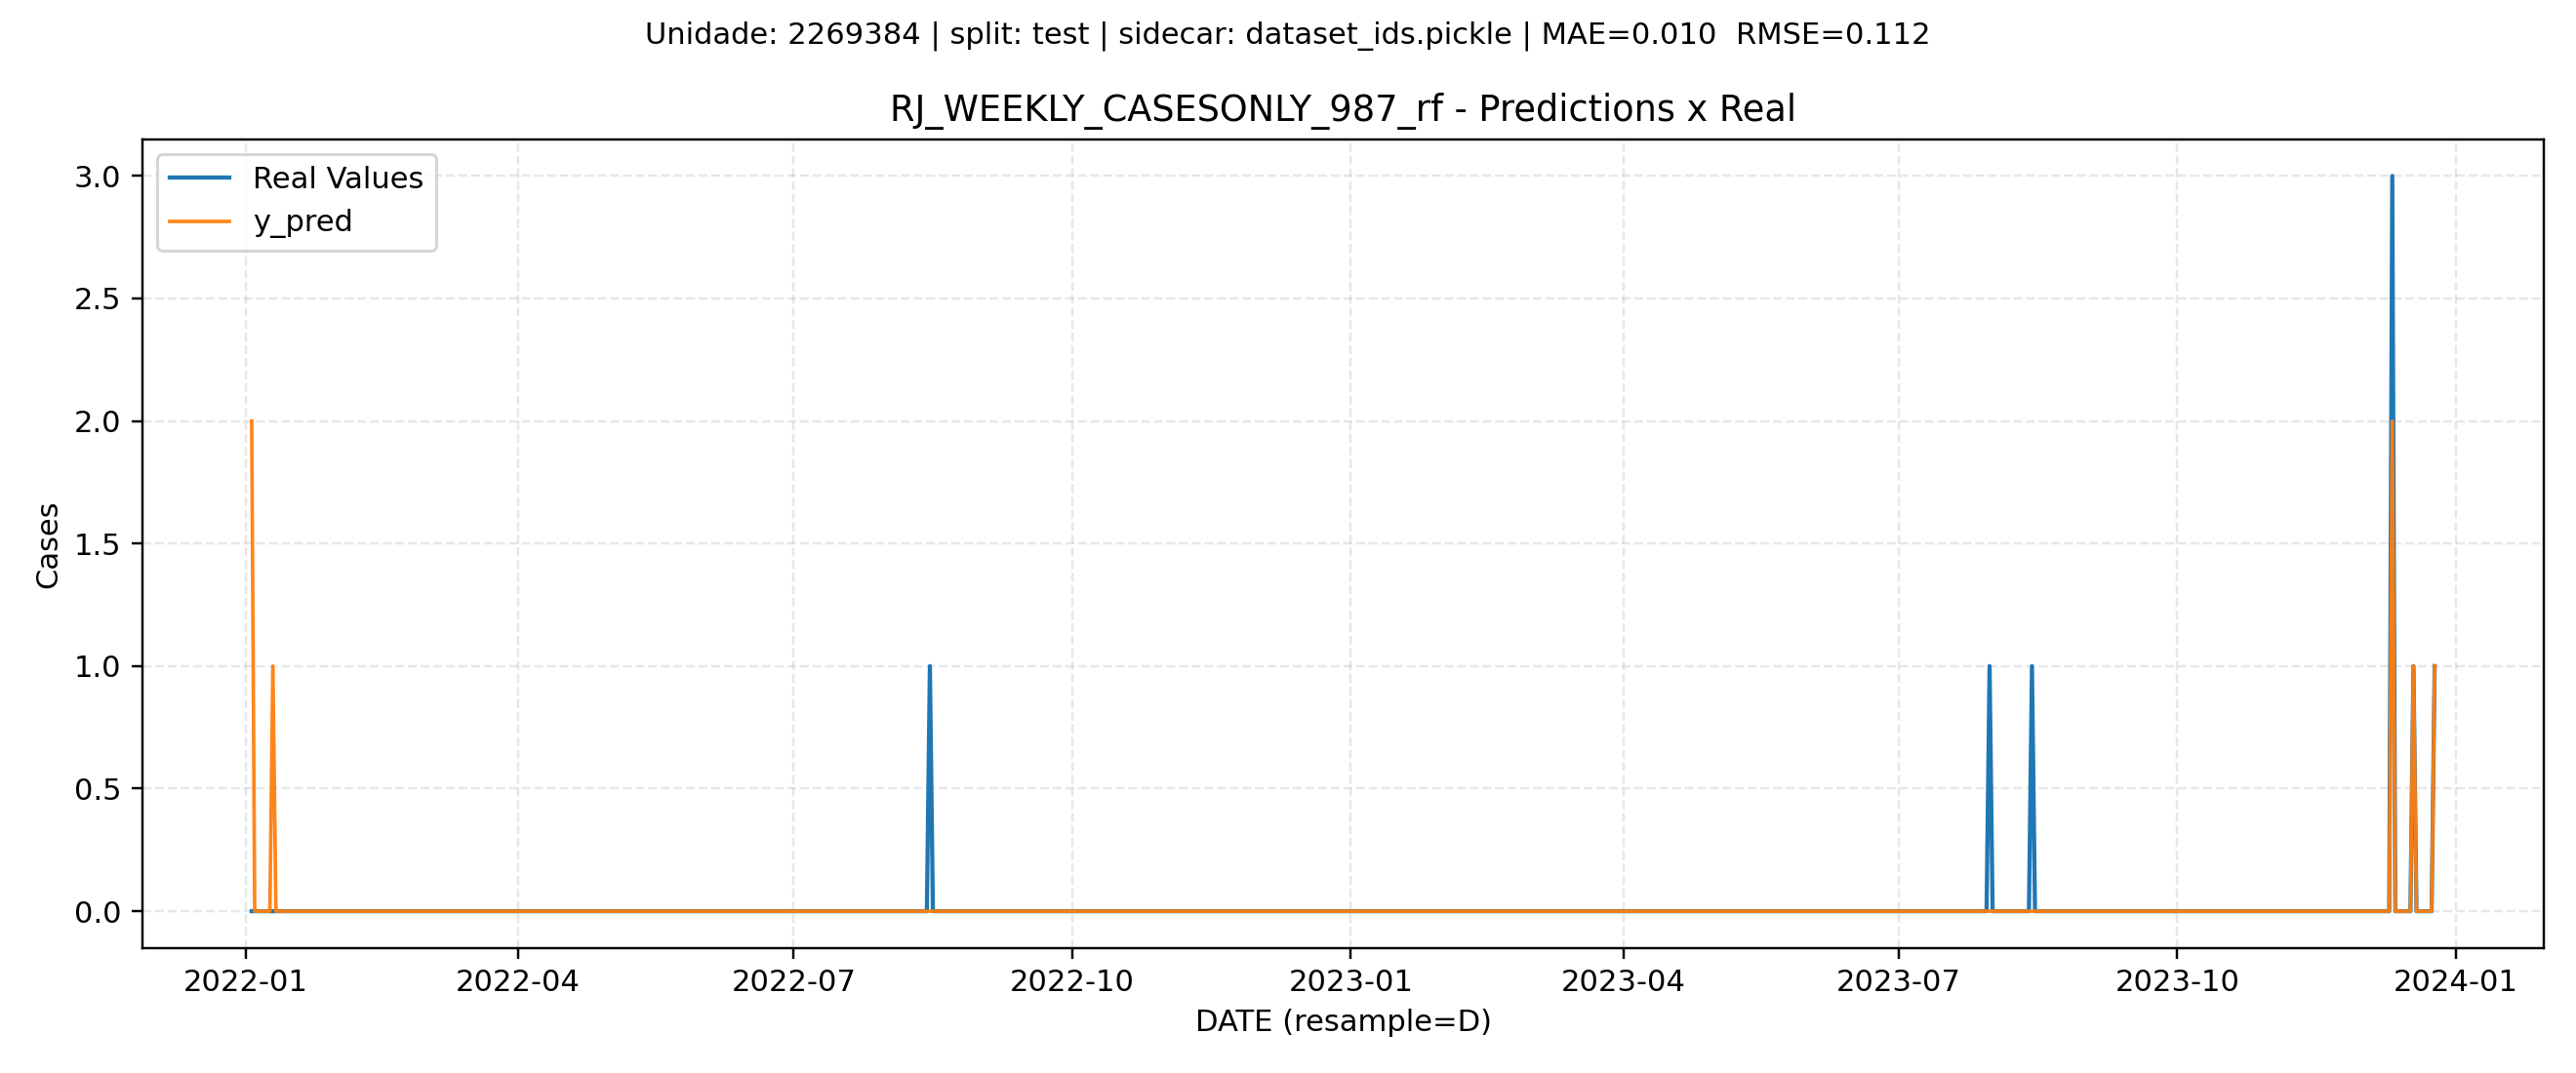 Unidade: 2269384 | split: test | sidecar: dataset_ids.pickle | MAE=0.010  RMSE=0.112
RJ_WEEKLY_CASESONLY_987_rf - Predictions x Real
Real Values
y_pred
3.0
2.5
2.0
1.5
1.0
0.5
0.0
Cases
2022-01 2022-04 2022-07 2022-10 2023-01 2023-04 2023-07 2023-10 2024-01
DATE (resample=D)